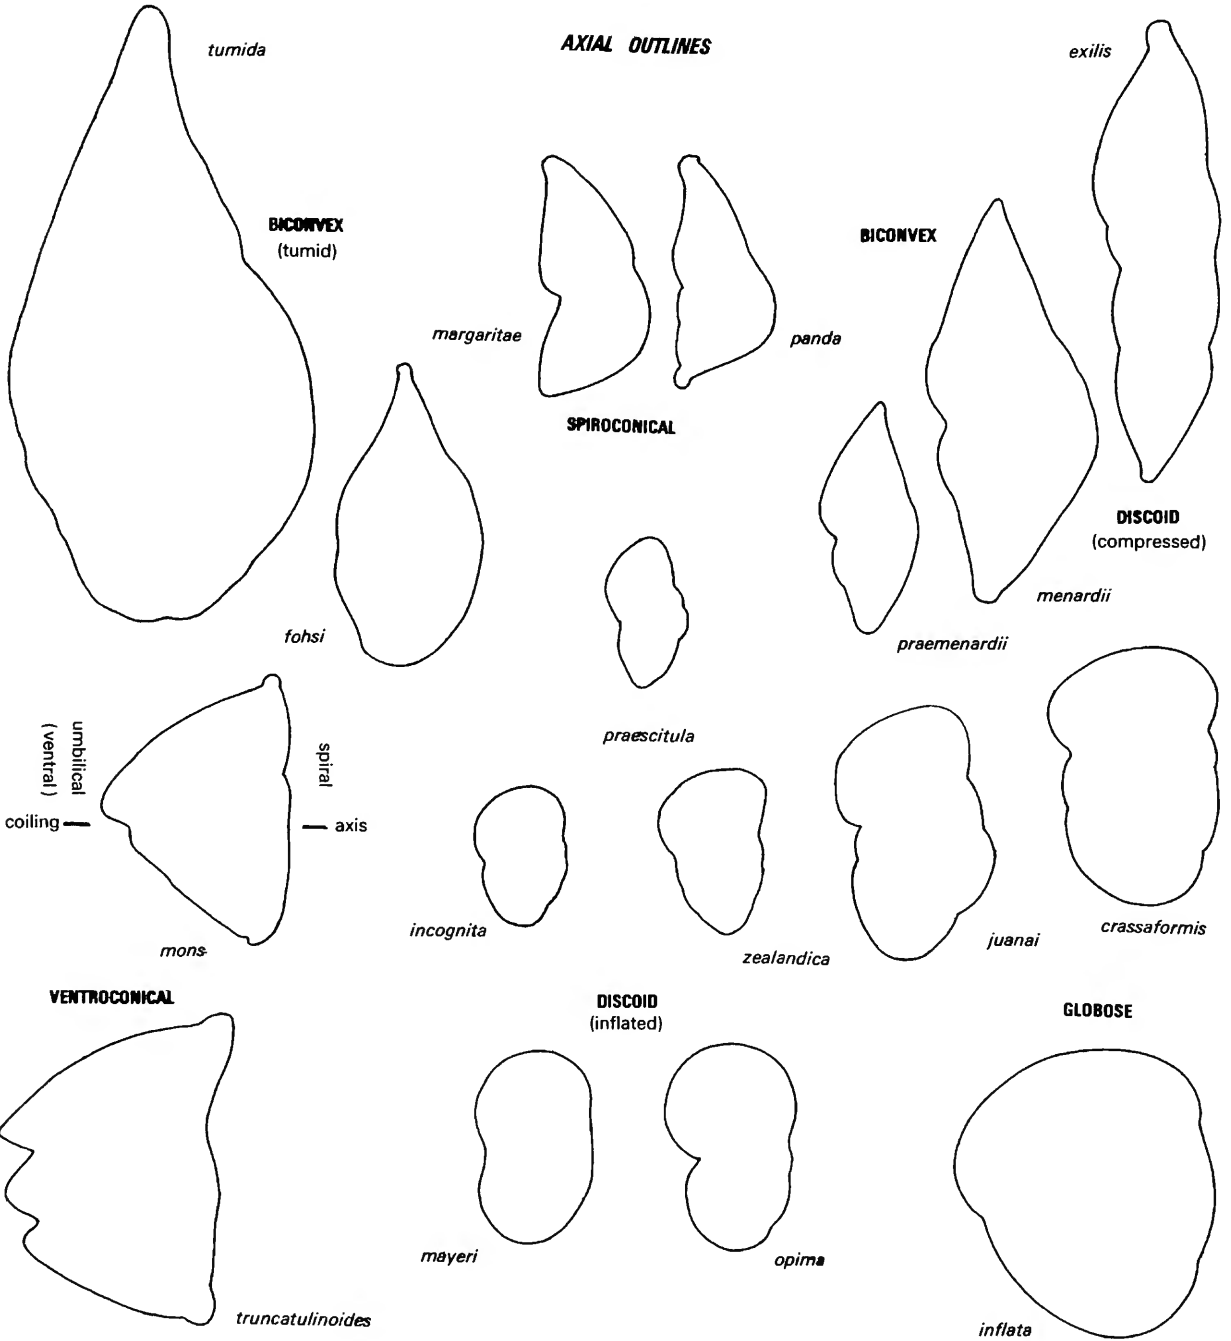 AXIAL OUTLINES
tumida
exilis
BICONVEX
(tumid)
BICONVEX
margaritae
panda
SPIROCONICAL
DISCOID
(compressed)
menardii
fohsi
praemenardii
umbilical
(ventral)
spiral
praescitula
coiling
axis
incognita
mons
zealandica
juanai
crassaformis
VENTROCONICAL
DISCOID
(inflated)
GLOBOSE
mayeri
opima
truncatulinoides
inflata